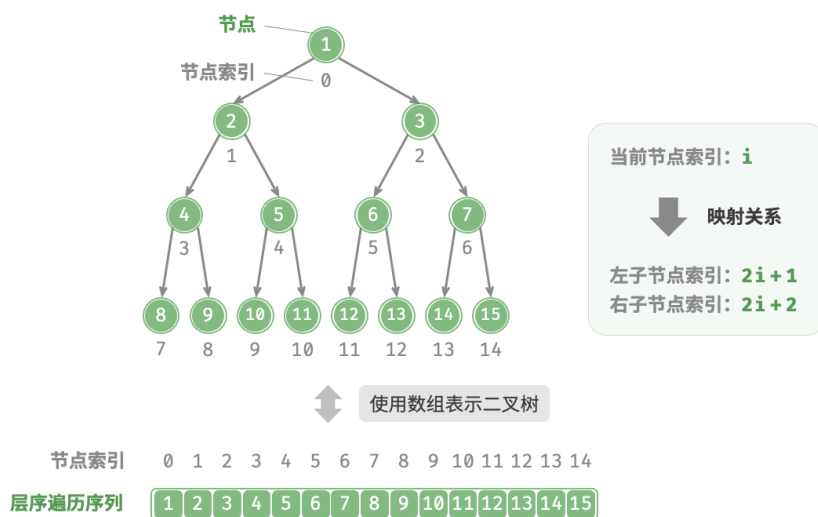 节点
1
节点索引
0
2 3
1 2
当前节点索引：i
4 5 6 7
映射关系
3 4 5 6
左子节点索引：2i+1
右子节点索引：2i+2
8 9 10 11 12 13 14 15
7 8 9 10 11 12 13 14
使用数组表示二叉树
节点索引 0 1 2 3 4 5 6 7 8 9 10 11 12 13 14
层序遍历序列 1 2 3 4 5 6 7 8 9 10 11 12 13 14 15